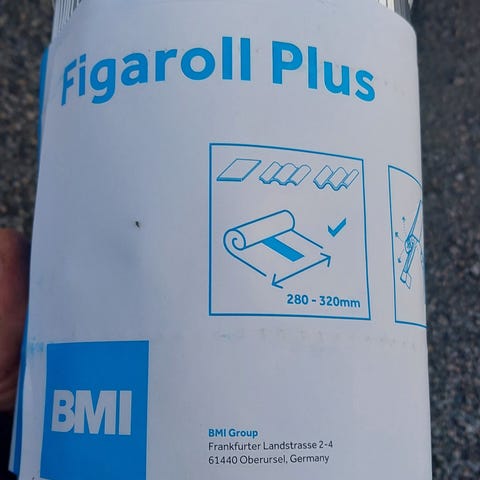 Figaroll Plus
280 - 320mm
BMI
BMI Group
Frankfurter Landstrasse 2-4
61440 Oberursel, Germany